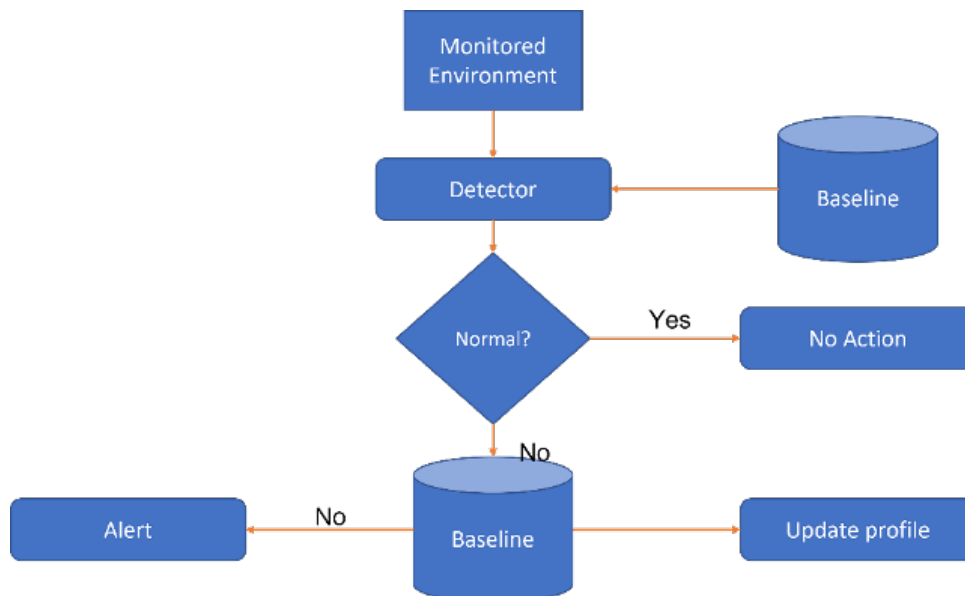 Monitored
Environment
Detector
Baseline
Normal?
Yes
No Action
No
Alert
No
Baseline
Update profile